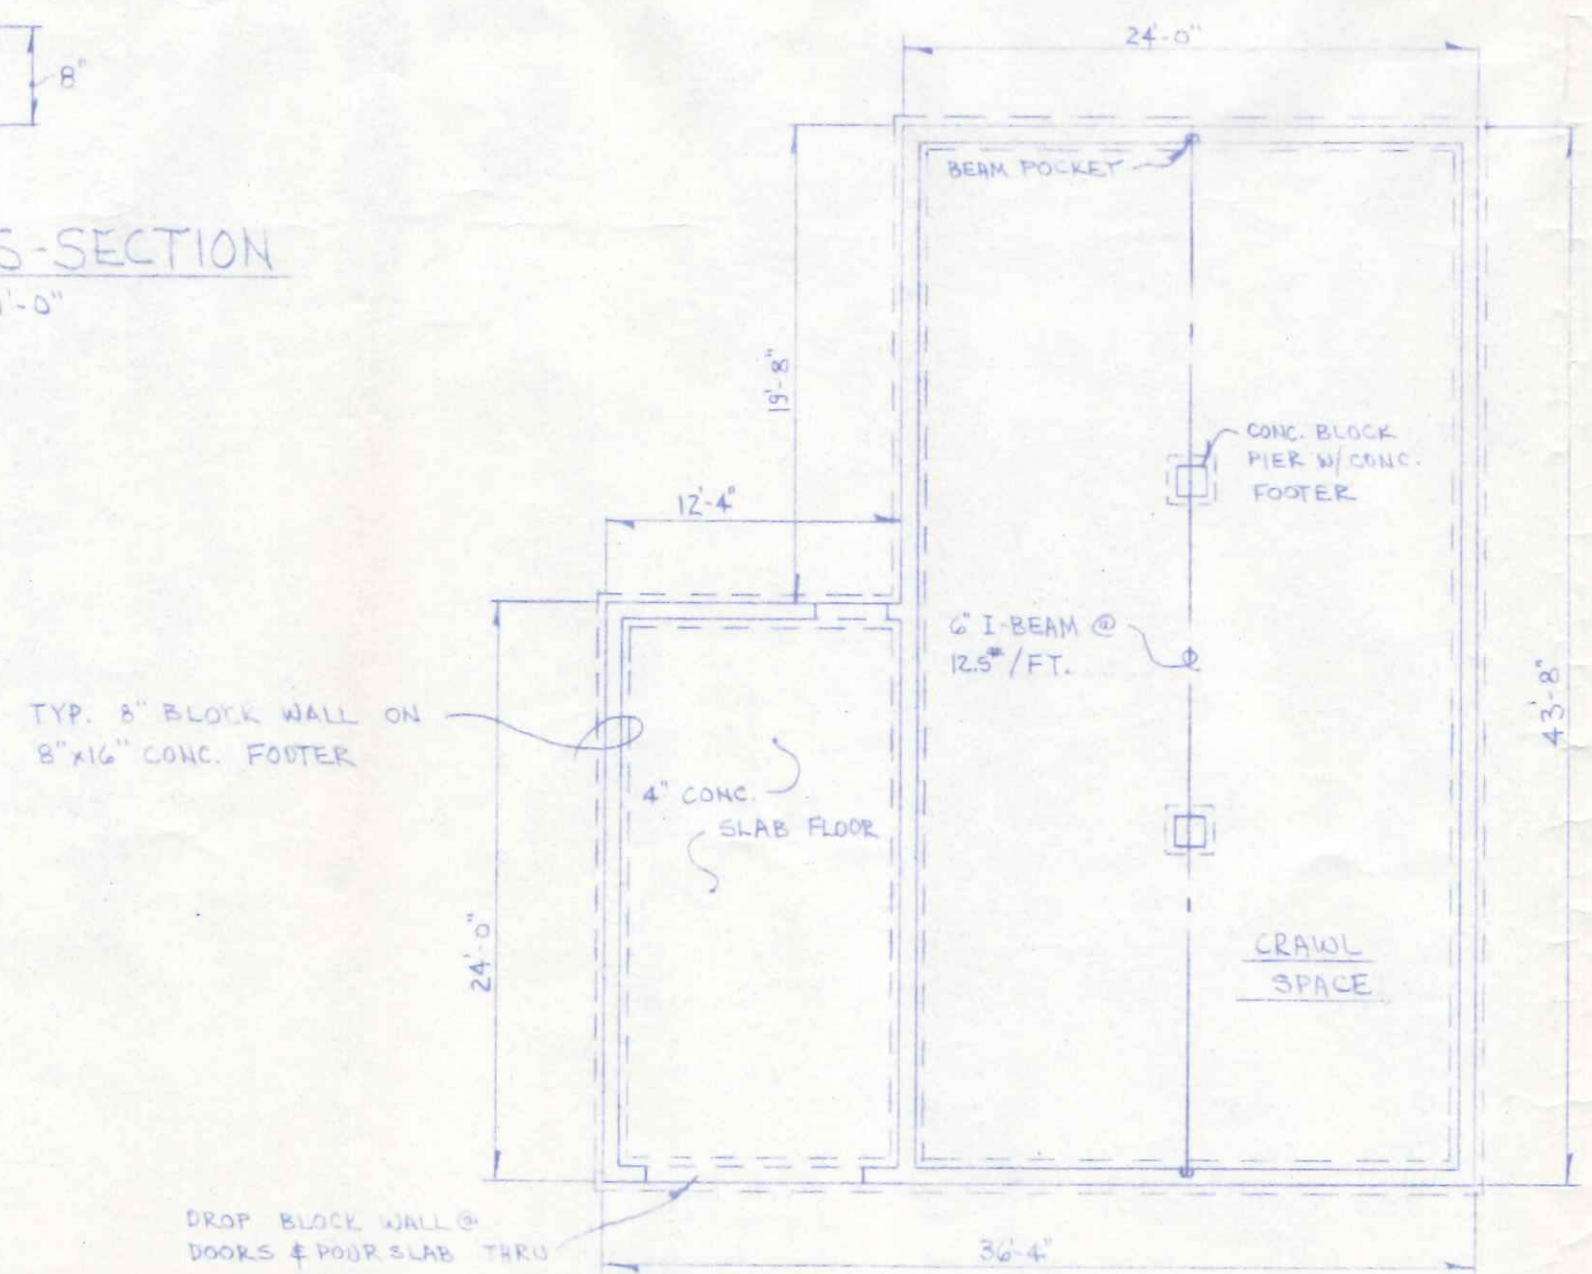 24'-0"
8"
BEAM POCKET
S-SECTION
1'-0"
19'-8"
CONC. BLOCK
PIER W/CONC.
FOOTER
12'-4"
6" I-BEAM @
12.5# /FT.
43'-8"
TYP. 8" BLOCK WALL ON
8"x16" CONC. FOOTER
4" CONC.
SLAB FLOOR
24'-0"
CRAWL
SPACE
DROP BLOCK WALL @
DOORS & POUR SLAB THRU
36'-4"